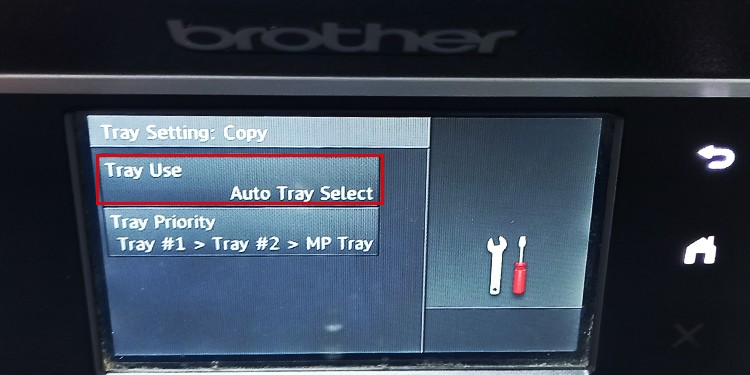 brother
Tray Setting: Copy
Tray Use
Auto Tray Select
Tray Priority
Tray #1 > Tray #2 > MP Tray